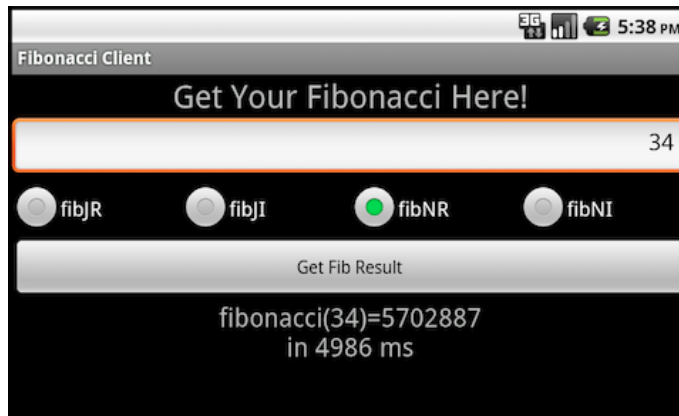 3G 5:38 PM
Fibonacci Client
Get Your Fibonacci Here!
34
fibJR fibJI fibNR fibNI
Get Fib Result
fibonacci(34)=5702887
in 4986 ms